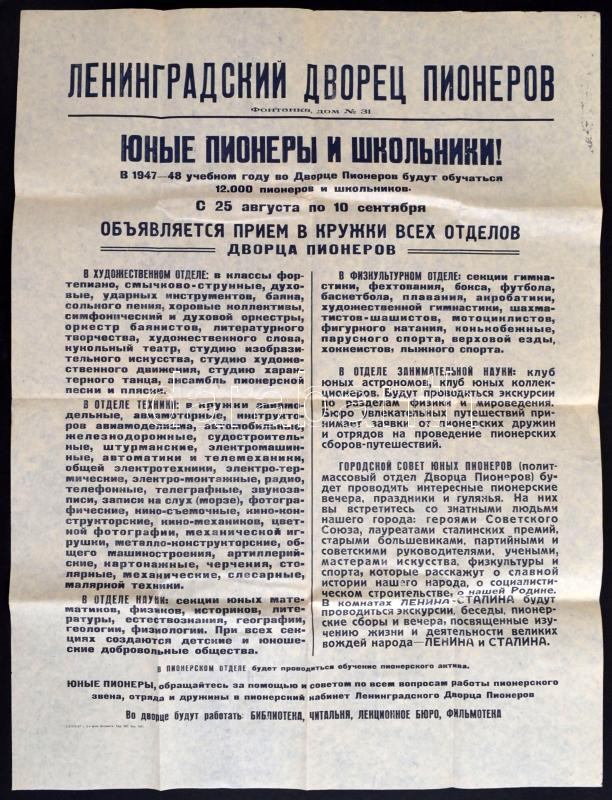 ЛЕНИНГРАДСКИЙ ДВОРЕЦ ПИОНЕРОВ
Фонтанка, дом № 31
ЮНЫЕ ПИОНЕРЫ И ШКОЛЬНИКИ!
В 1947—48 учебном году во Дворце Пионеров будут обучаться
12.000 пионеров и школьников.
С 25 августа по 10 сентября
ОБЪЯВЛЯЕТСЯ ПРИЕМ В КРУЖКИ ВСЕХ ОТДЕЛОВ
ДВОРЦА ПИОНЕРОВ
В ХУДОЖЕСТВЕННОМ ОТДЕЛЕ: в классы фор-
тепиано, смычково-струнные, духо-
вые, ударных инструментов, баяна,
сольного пения, хоровые коллективы,
симфонический и духовой оркестры,
оркестр баянистов, литературного
творчества, художественного слова,
кукольный театр, студию изобрази-
тельного искусства, студию худо-
жественного движения, студию харак-
терного танца, ансамбль пионерской
песни и пляски.
В ОТДЕЛЕ ТЕХНИКИ: в кружки авиамо-
дельные, авиамоторные, инструкто-
ров авиамоделизма, автомобильные,
железнодорожные, судостроитель-
ные, штурманские, электромашин-
ные, автоматики и телемеханики,
общей электротехники, электро-тер-
мические, электро-монтажные, радио,
телефонные, телеграфные, звукоза-
писи, записи на слух (морзе), фотогра-
фические, кино-съемочные, кино-кон-
структорские, кино-механиков, цвет-
ной фотографии, механической иг-
рушки, металло-конструкторские, об-
щего машиностроения, артиллерий-
ские, картонажные, черчения, сто-
лярные, механические, слесарные,
малярной техники.
В ОТДЕЛЕ НАУКИ: секции юных мате-
матиков, физиков, историков, лите-
ратуры, естествознания, географии,
геологии, физиологии. При всех сек-
циях создаются детские и юноше-
ские добровольные общества.
В ФИЗКУЛЬТУРНОМ ОТДЕЛЕ: секции гимна-
стики, фехтования, бокса, футбола,
баскетбола, плавания, акробатики,
художественной гимнастики, шахма-
тистов-шашистов, мотоциклистов,
фигурного катания, конькобежные,
парусного спорта, верховой езды,
хоккеистов; лыжного спорта.
В ОТДЕЛЕ ЗАНИМАТЕЛЬНОЙ НАУКИ: клуб
юных астрономов, клуб юных коллек-
ционеров. Будут проводиться экскурсии
по разделам физики и мироведения.
Бюро увлекательных путешествий при-
нимает заявки от пионерских дружин
и отрядов на проведение пионерских
сборов-путешествий.
ГОРОДСКОЙ СОВЕТ ЮНЫХ ПИОНЕРОВ (полит-
массовый отдел Дворца Пионеров) бу-
дет проводить интересные пионерские
вечера, праздники и гулянья. На них
вы встретитесь со знатными людьми
нашего города: героями Советского
Союза, лауреатами сталинских премий,
старыми большевиками, партийными и
советскими руководителями, учеными,
мастерами искусства, физкультуры и
спорта, которые расскажут о славной
истории нашего народа, о социалисти-
ческом строительстве, о нашей Родине.
В комнатах ЛЕНИНА-СТАЛИНА будут
проводиться экскурсии, беседы, пионер-
ские сборы и вечера, посвященные изу-
чению жизни и деятельности великих
вождей народа—ЛЕНИНА и СТАЛИНА.
В ПИОНЕРСКОМ ОТДЕЛЕ будет проводиться обучение пионерского актива.
ЮНЫЕ ПИОНЕРЫ, обращайтесь за помощью и советом по всем вопросам работы пионерского
звена, отряда и дружины в пионерский кабинет Ленинградского Дворца Пионеров
Во дворце будут работать: БИБЛИОТЕКА, ЧИТАЛЬНЯ, ЛЕКЦИОННОЕ БЮРО, ФИЛЬМОТЕКА